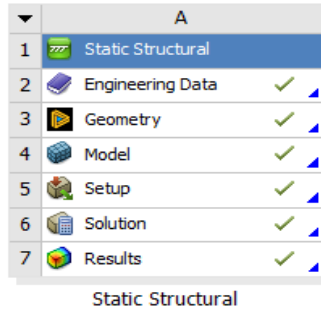 A
1 Static Structural
2 Engineering Data
3 Geometry
4 Model
5 Setup
6 Solution
7 Results
Static Structural